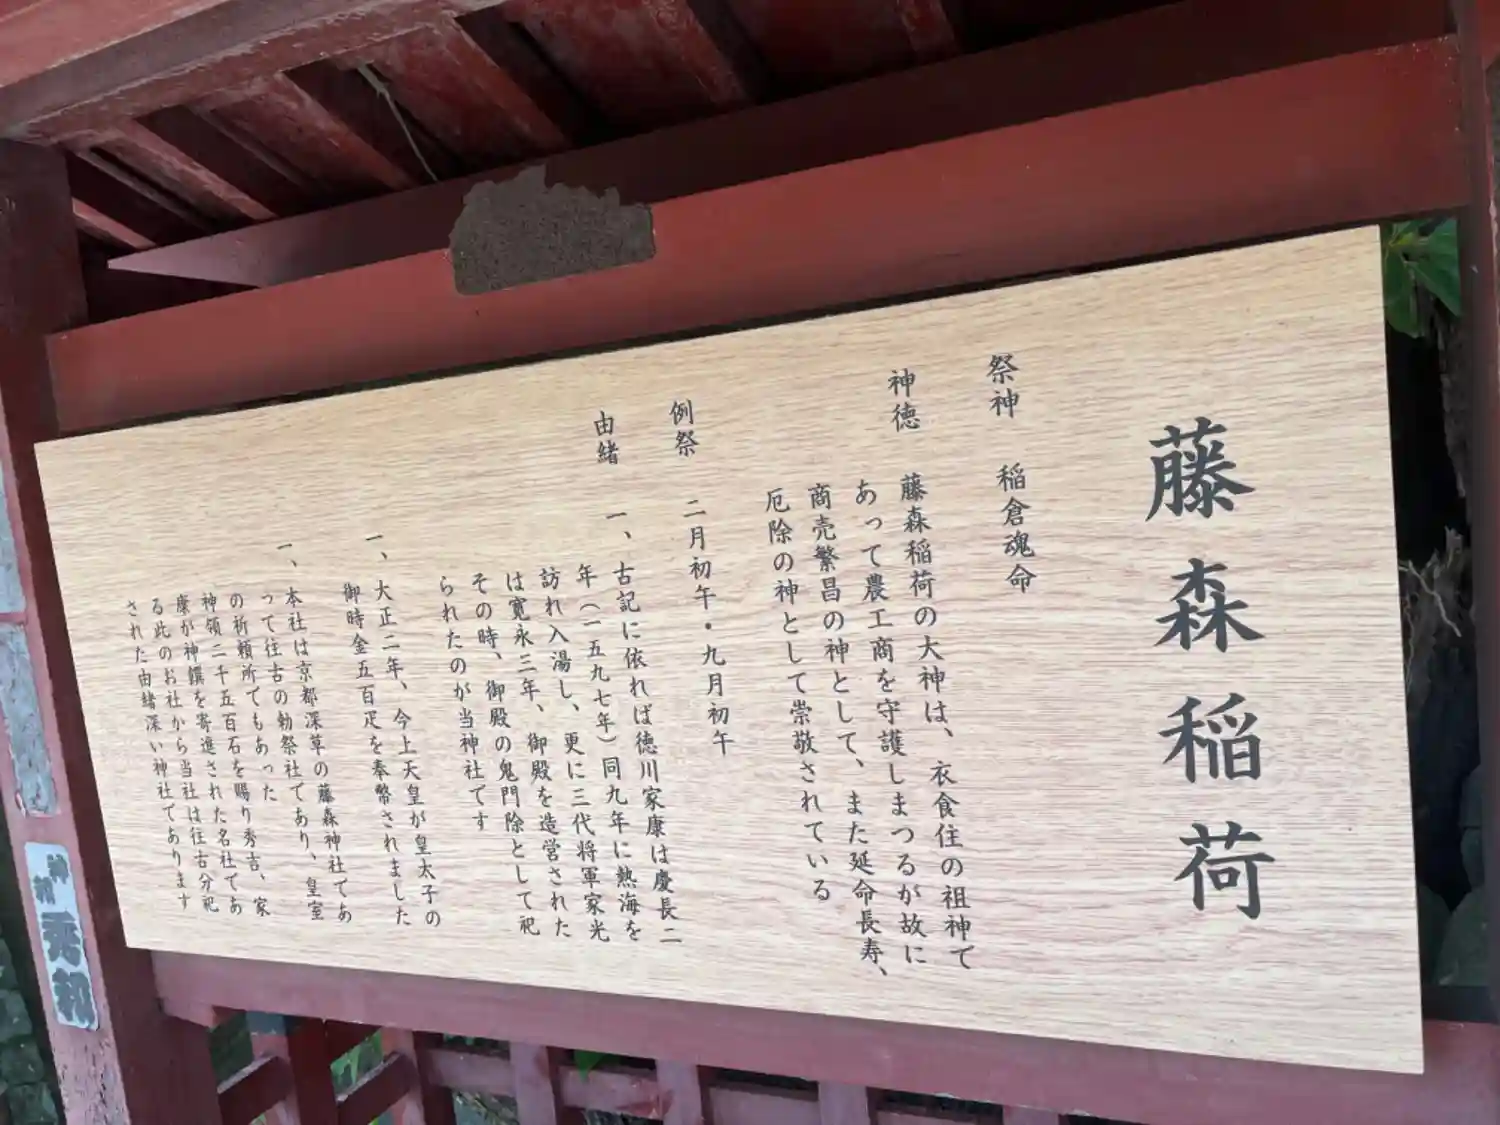 藤森稲荷
祭神　稲倉魂命
神徳　藤森稲荷の大神は、衣食住の祖神で
あって農工商を守護しまつるが故に
商売繁昌の神として、また延命長寿、
厄除の神として崇敬されている
例祭　二月初午・九月初午
由緒　一、古記に依れば徳川家康は慶長二
年（一五九七年）同九年に熱海を
訪れ入湯し、更に三代将軍家光
は寛永三年、御殿を造営された
その時、御殿の鬼門除として祀
られたのが当神社です
一、大正二年、今上天皇が皇太子の
御時金五百疋を奉幣されました
一、本社は京都深草の藤森神社であ
って往古の勅祭社であり、皇室
の祈願所でもあった
神領二千五百石を賜り秀吉、家
康が神饌を寄進された名社であ
る此のお社から当社は往古分祀
された由緒深い神社であります